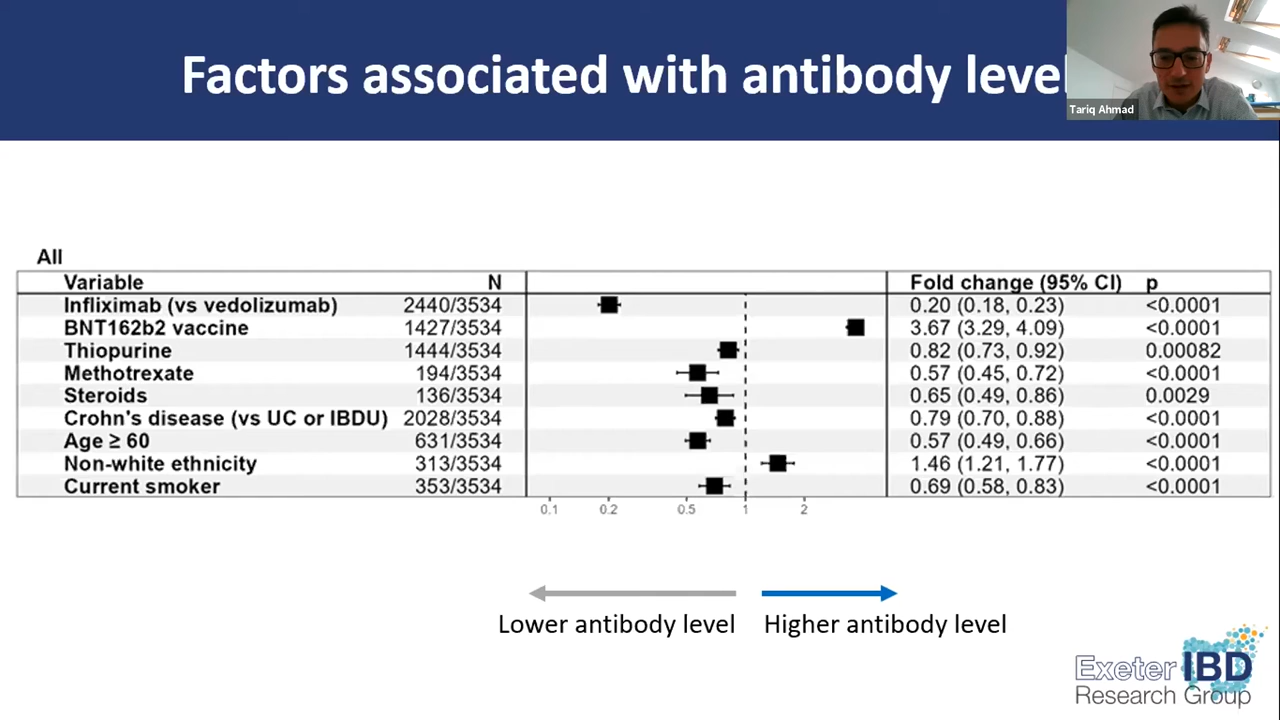 Factors associated with antibody level
Tariq Ahmad
All
Variable N Fold change (95% CI) p
Infliximab (vs vedolizumab) 2440/3534 0.20 (0.18, 0.23) <0.0001
BNT162b2 vaccine 1427/3534 3.67 (3.29, 4.09) <0.0001
Thiopurine 1444/3534 0.82 (0.73, 0.92) 0.00082
Methotrexate 194/3534 0.57 (0.45, 0.72) <0.0001
Steroids 136/3534 0.65 (0.49, 0.86) 0.0029
Crohn's disease (vs UC or IBDU) 2028/3534 0.79 (0.70, 0.88) <0.0001
Age ≥ 60 631/3534 0.57 (0.49, 0.66) <0.0001
Non-white ethnicity 313/3534 1.46 (1.21, 1.77) <0.0001
Current smoker 353/3534 0.69 (0.58, 0.83) <0.0001
0.1 0.2 0.5 1 2
Lower antibody level Higher antibody level
Exeter IBD
Research Group